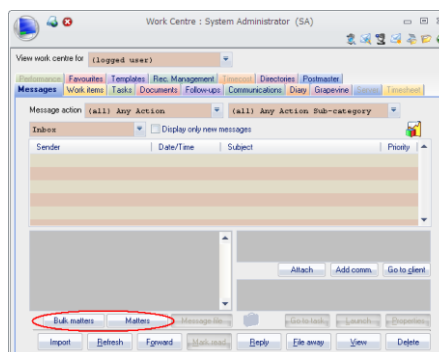 Work Centre : System Administrator (SA)
View work centre for (logged user)
Performance Favourites Templates Rec. Management Timecost Directories Postmaster
Messages Work items Tasks Documents Follow-ups Communications Diary Grapevine Timesheet
Message action (all) Any Action (all) Any Action Sub-category
Inbox Display only new messages
Sender Date/Time Subject Priority
Attach Add comm. Go to client
Bulk matters Matters Message file Go to task Launch Properties
Import Refresh Forward Mark read Reply File away View Delete